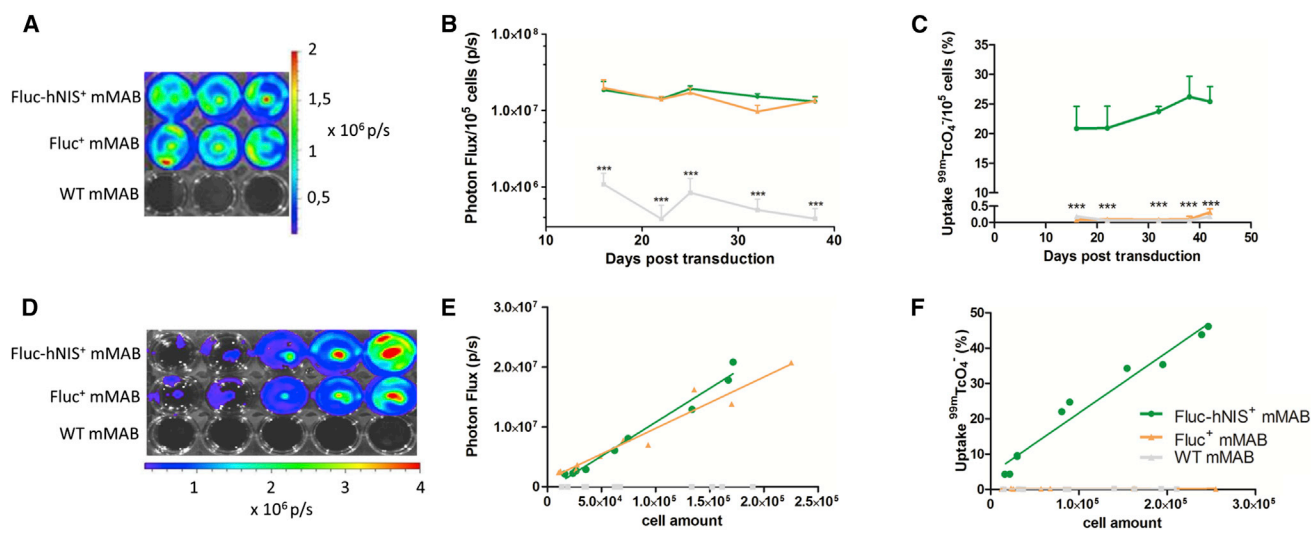 A
Fluc-hNIS⁺ mMAB
Fluc⁺ mMAB
WT mMAB
2
1,5
1
0,5
x 10⁶ p/s
B
Photon Flux/10⁵ cells (p/s)
1.0×10⁸
1.0×10⁷
1.0×10⁶
***
***
***
***
***
10 20 30 40
Days post transduction
C
Uptake ⁹⁹ᵐTcO₄⁻/10⁵ cells (%)
35
30
25
20
15
10
0.5
0.0
*** *** *** *** ***
0 10 20 30 40 50
Days post transduction
D
Fluc-hNIS⁺ mMAB
Fluc⁺ mMAB
WT mMAB
1 2 3 4
x 10⁶ p/s
E
Photon Flux (p/s)
3.0×10⁷
2.0×10⁷
1.0×10⁷
0
0 5.0×10⁴ 1.0×10⁵ 1.5×10⁵ 2.0×10⁵ 2.5×10⁵
cell amount
F
Uptake ⁹⁹ᵐTcO₄⁻ (%)
50
40
30
20
10
0
0 1.0×10⁵ 2.0×10⁵ 3.0×10⁵
cell amount
Fluc-hNIS⁺ mMAB
Fluc⁺ mMAB
WT mMAB